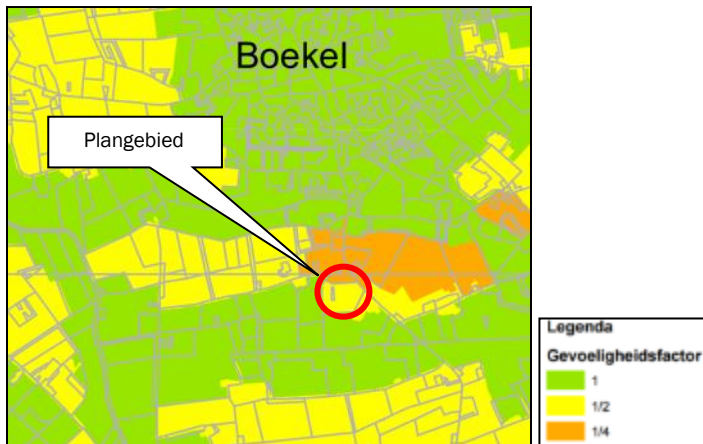 Boekel
Plangebied
Legenda
Gevoeligheidsfactor
1
1/2
1/4